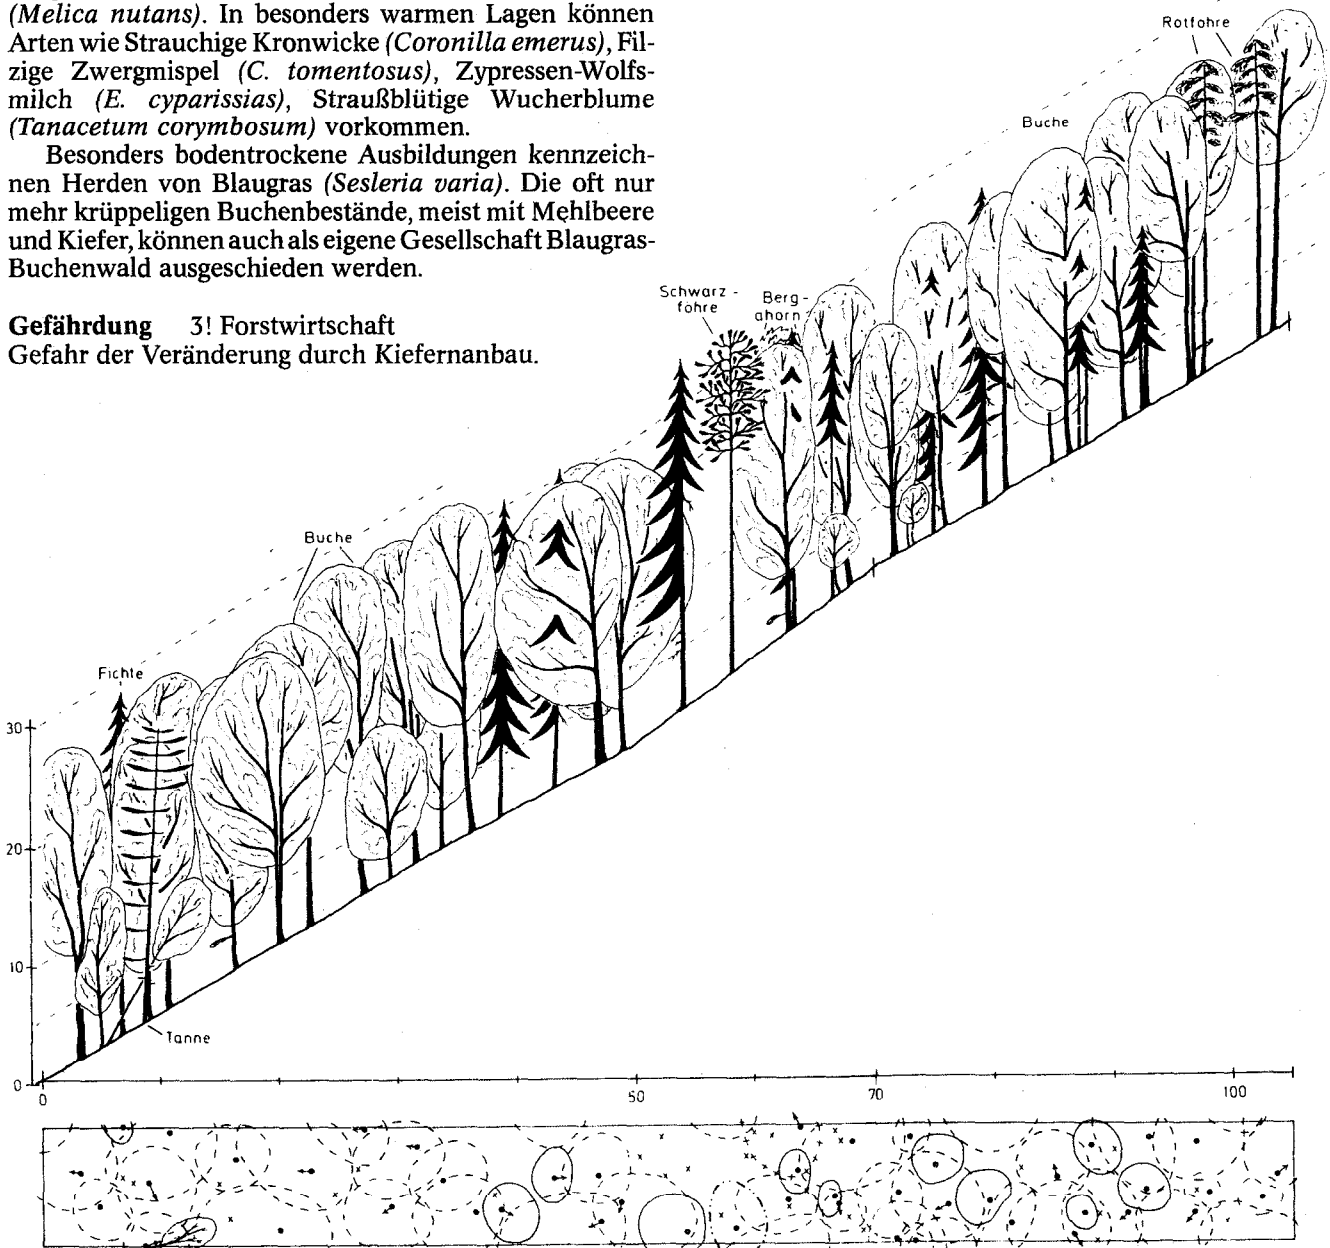 (Melica nutans). In besonders warmen Lagen können
Arten wie Strauchige Kronwicke (Coronilla emerus), Fil-
zige Zwergmispel (C. tomentosus), Zypressen-Wolfs-
milch (E. cyparissias), Straußblütige Wucherblume
(Tanacetum corymbosum) vorkommen.
Besonders bodentrockene Ausbildungen kennzeich-
nen Herden von Blaugras (Sesleria varia). Die oft nur
mehr krüppeligen Buchenbestände, meist mit Mehlbeere
und Kiefer, können auch als eigene Gesellschaft Blaugras-
Buchenwald ausgeschieden werden.
Gefährdung 3! Forstwirtschaft
Gefahr der Veränderung durch Kiefernanbau.
Rotföhre
Buche
Schwarz-
föhre
Berg-
ahorn
Buche
Fichte
Tanne
30
20
10
0
0
50
70
100